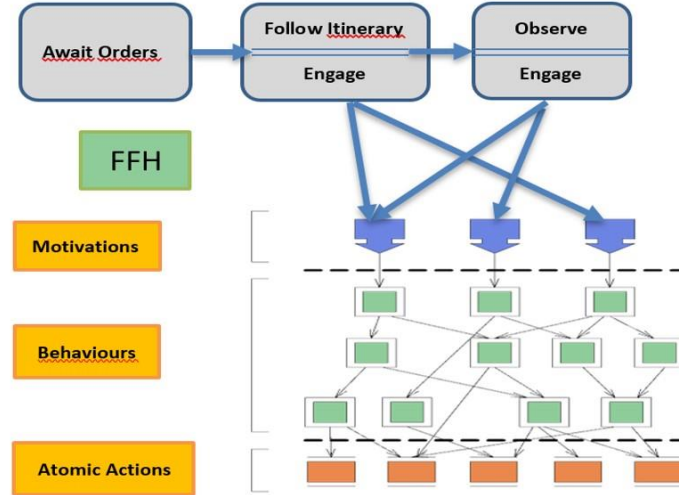 Await Orders
Follow Itinerary
Engage
Observe
Engage
FFH
Motivations
Behaviours
Atomic Actions